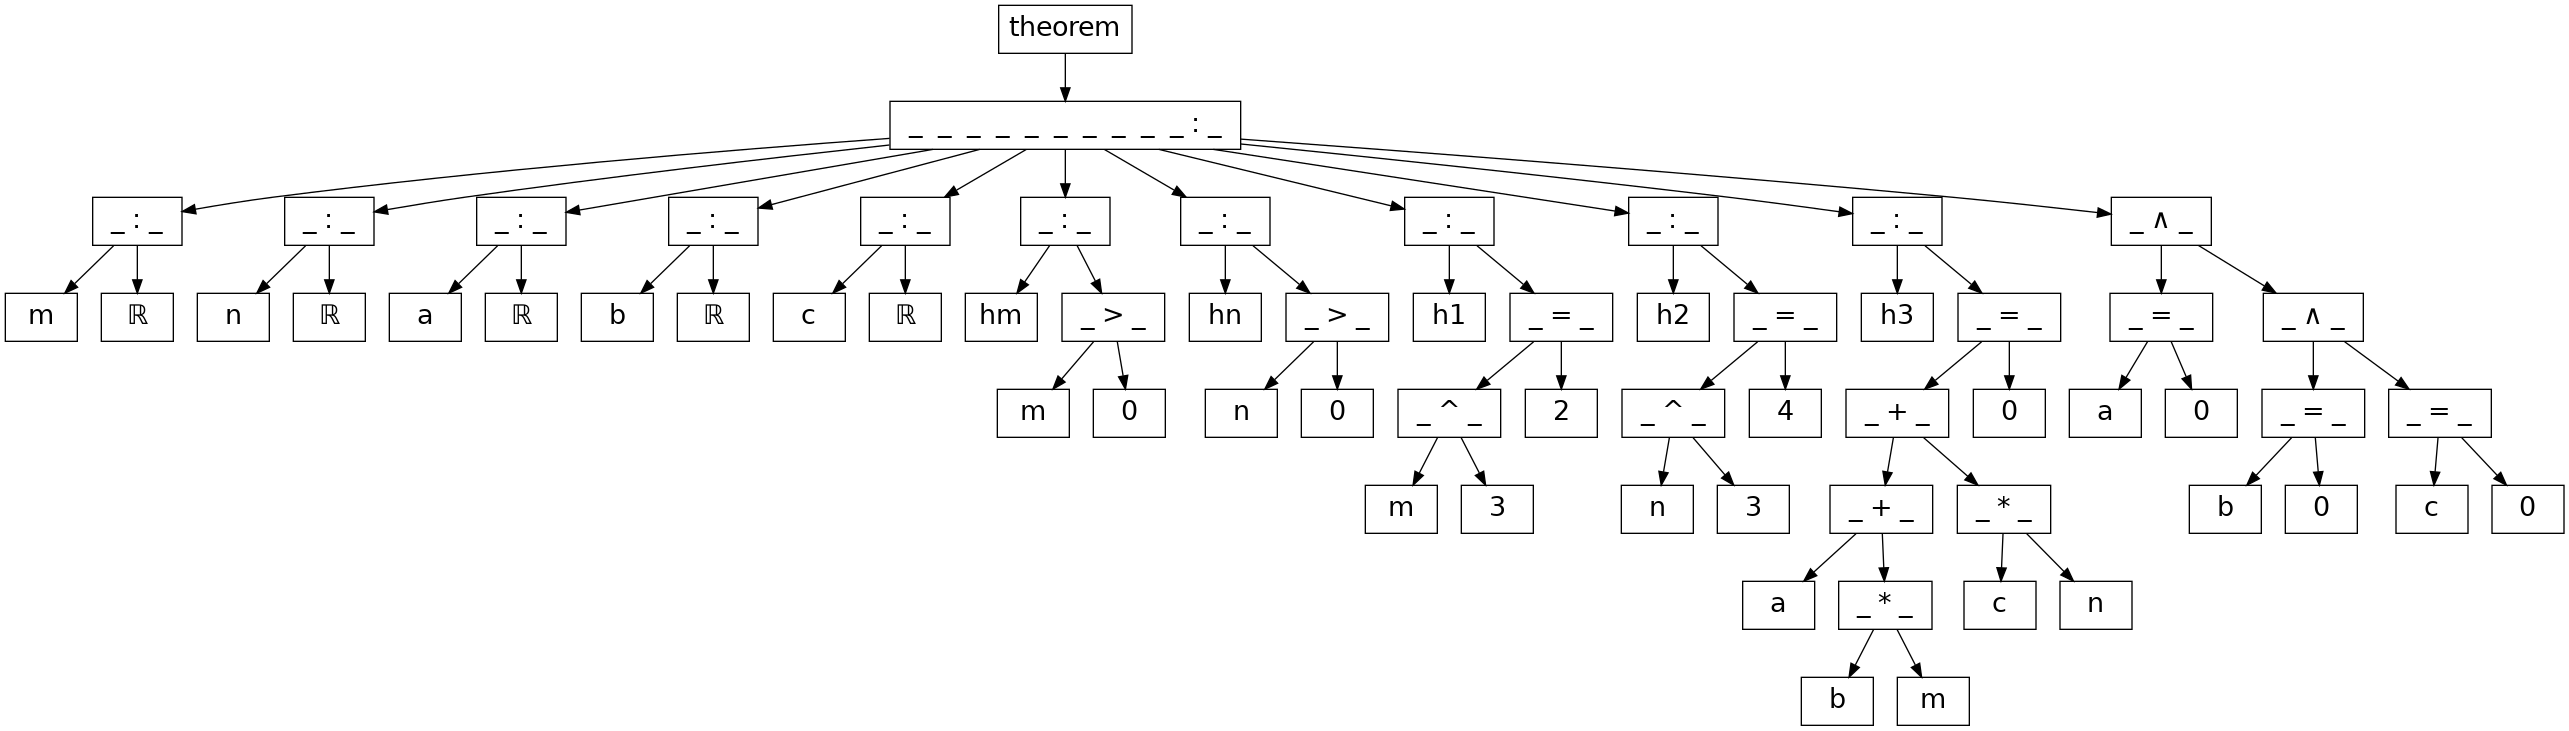 theorem
_ _ _ _ _ _ _ _ _ _ : _
_ : _ _ : _ _ : _ _ : _ _ : _ _ : _ _ : _ _ : _ _ : _ _ : _ _ ∧ _
m ℝ n ℝ a ℝ b ℝ c ℝ hm _ > _ hn _ > _ h1 _ = _ h2 _ = _ h3 _ = _ _ = _ _ ∧ _
m 0 n 0 _ ^ _ 2 _ ^ _ 4 _ + _ 0 a 0 _ = _ _ = _
m 3 n 3 _ + _ _ * _ b 0 c 0
a _ * _ c n
b m